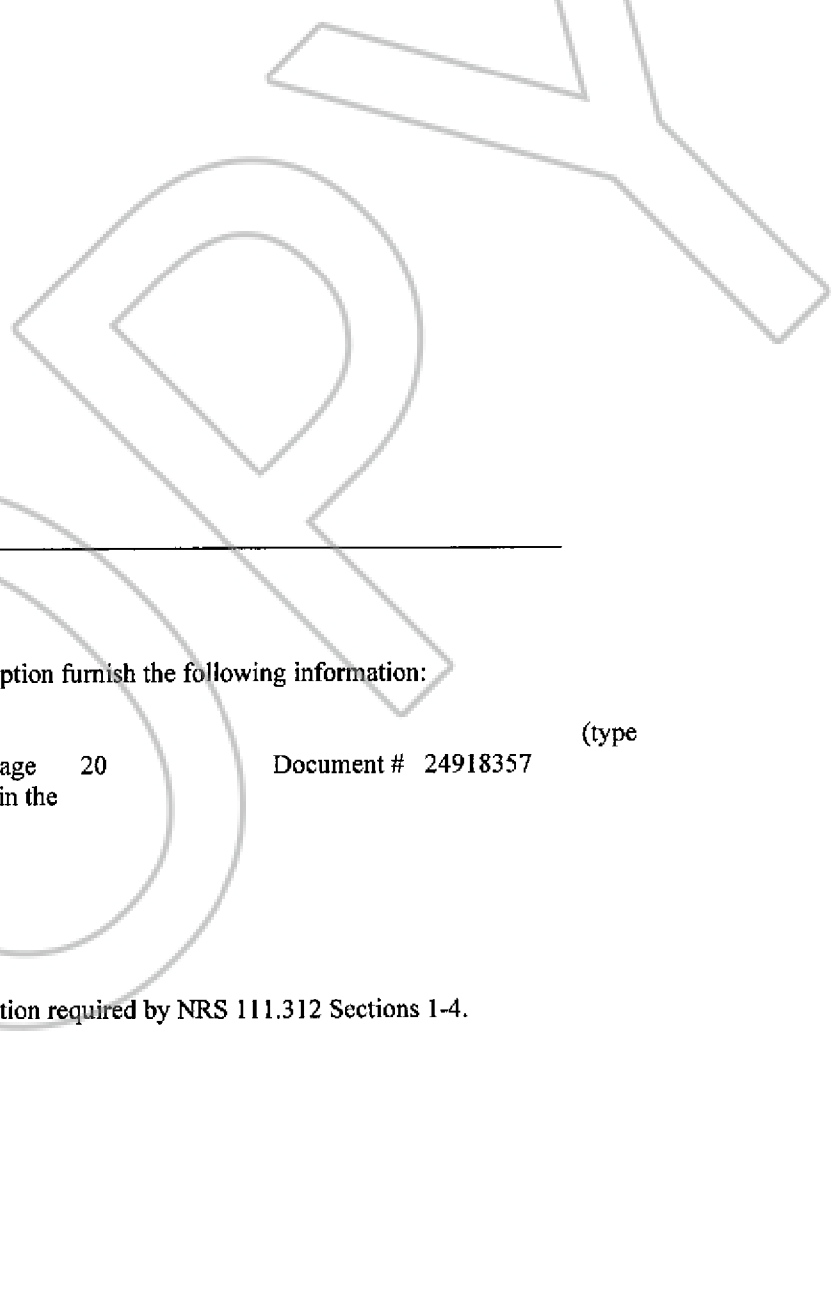 ption furnish the following information:
(type
age 20 Document # 24918357
in the
tion required by NRS 111.312 Sections 1-4.
OPY